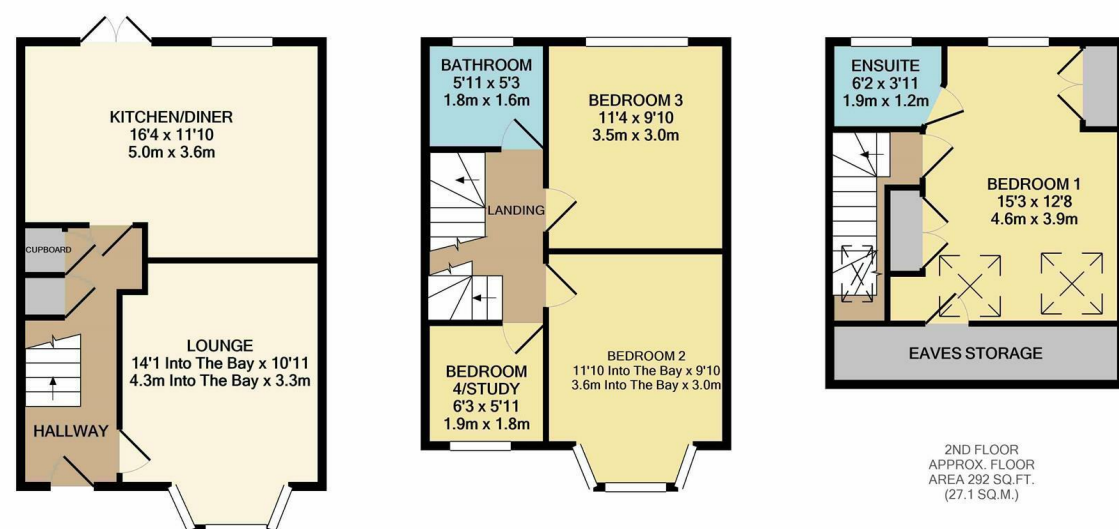 KITCHEN/DINER
16'4 x 11'10
5.0m x 3.6m
CUPBOARD
LOUNGE
14'1 Into The Bay x 10'11
4.3m Into The Bay x 3.3m
HALLWAY
BATHROOM
5'11 x 5'3
1.8m x 1.6m
BEDROOM 3
11'4 x 9'10
3.5m x 3.0m
LANDING
BEDROOM
4/STUDY
6'3 x 5'11
1.9m x 1.8m
BEDROOM 2
11'10 Into The Bay x 9'10
3.6m Into The Bay x 3.0m
ENSUITE
6'2 x 3'11
1.9m x 1.2m
BEDROOM 1
15'3 x 12'8
4.6m x 3.9m
EAVES STORAGE
2ND FLOOR
APPROX. FLOOR
AREA 292 SQ.FT.
(27.1 SQ.M.)